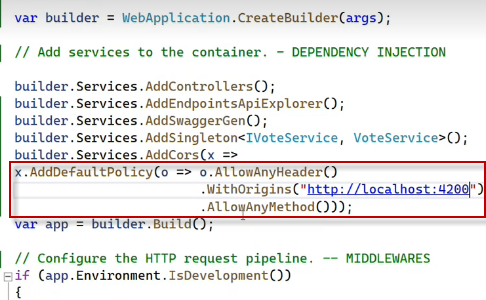 var builder = WebApplication.CreateBuilder(args);
// Add services to the container. - DEPENDENCY INJECTION
builder.Services.AddControllers();
builder.Services.AddEndpointsApiExplorer();
builder.Services.AddSwaggerGen();
builder.Services.AddSingleton<IVoteService, VoteService>();
builder.Services.AddCors(x =>
x.AddDefaultPolicy(o => o.AllowAnyHeader()
.WithOrigins("http://localhost:4200")
.AllowAnyMethod()));
var app = builder.Build();
// Configure the HTTP request pipeline. -- MIDDLEWARES
if (app.Environment.IsDevelopment())
{